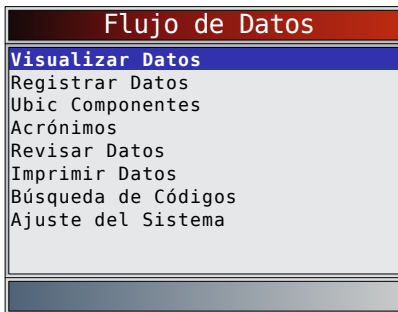 Flujo de Datos
Visualizar Datos
Registrar Datos
Ubic Componentes
Acrónimos
Revisar Datos
Imprimir Datos
Búsqueda de Códigos
Ajuste del Sistema